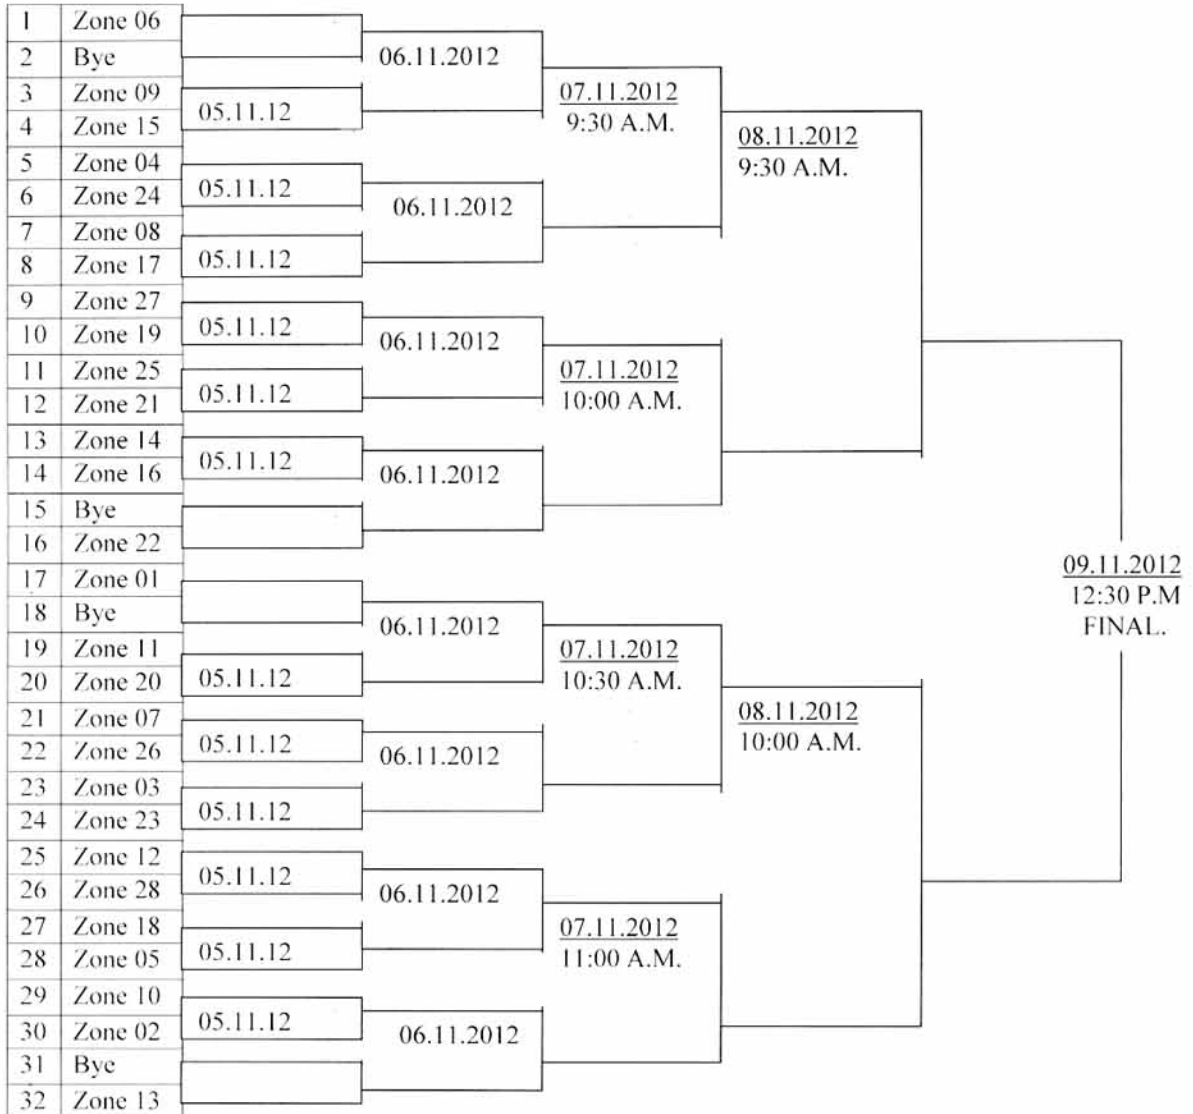 1 Zone 06
2 Bye
3 Zone 09
4 Zone 15
5 Zone 04
6 Zone 24
7 Zone 08
8 Zone 17
9 Zone 27
10 Zone 19
11 Zone 25
12 Zone 21
13 Zone 14
14 Zone 16
15 Bye
16 Zone 22
17 Zone 01
18 Bye
19 Zone 11
20 Zone 20
21 Zone 07
22 Zone 26
23 Zone 03
24 Zone 23
25 Zone 12
26 Zone 28
27 Zone 18
28 Zone 05
29 Zone 10
30 Zone 02
31 Bye
32 Zone 13
05.11.12
05.11.12
05.11.12
05.11.12
05.11.12
05.11.12
05.11.12
05.11.12
05.11.12
05.11.12
05.11.12
05.11.12
06.11.2012
06.11.2012
06.11.2012
06.11.2012
06.11.2012
06.11.2012
06.11.2012
06.11.2012
07.11.2012
9:30 A.M.
07.11.2012
10:00 A.M.
07.11.2012
10:30 A.M.
07.11.2012
11:00 A.M.
08.11.2012
9:30 A.M.
08.11.2012
10:00 A.M.
09.11.2012
12:30 P.M
FINAL.